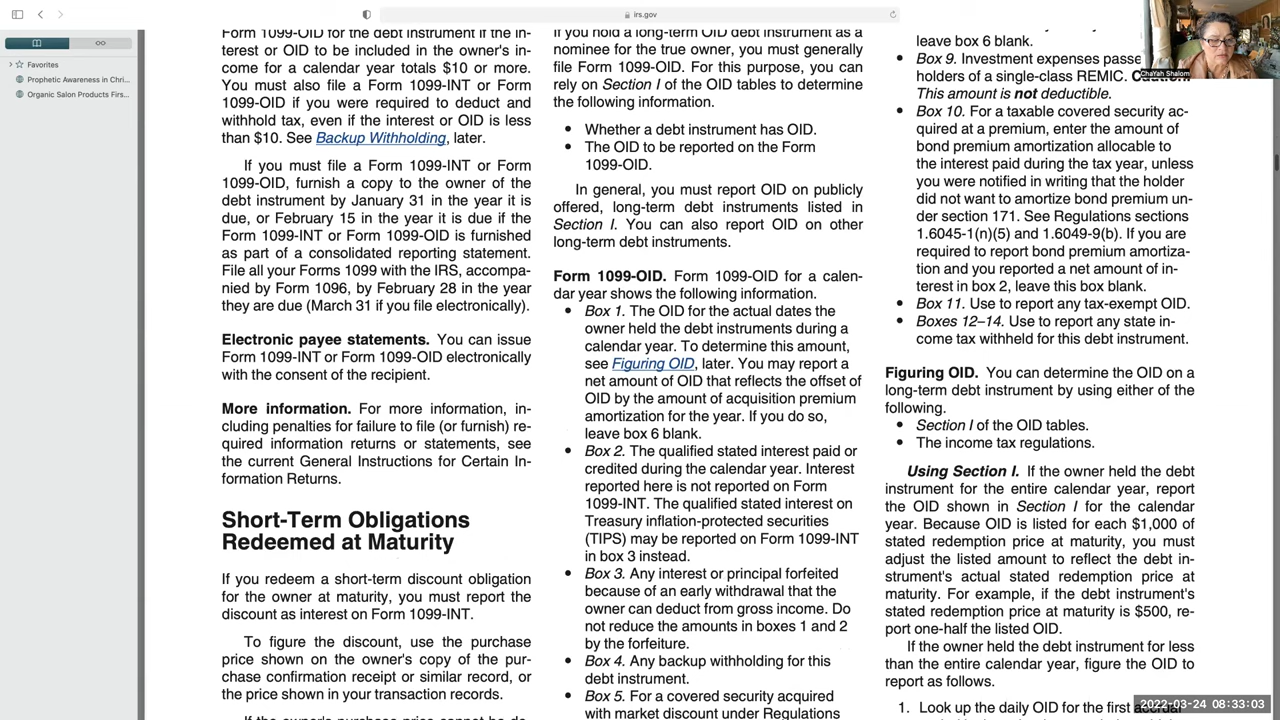 irs.gov
Favorites
Prophetic Awareness in Chri...
Organic Salon Products Firs...
Form 1099-OID for the debt instrument if the in-
terest or OID to be included in the owner's in-
come for a calendar year totals $10 or more.
You must also file a Form 1099-INT or Form
1099-OID if you were required to deduct and
withhold tax, even if the interest or OID is less
than $10. See Backup Withholding, later.
If you must file a Form 1099-INT or Form
1099-OID, furnish a copy to the owner of the
debt instrument by January 31 in the year it is
due, or February 15 in the year it is due if the
Form 1099-INT or Form 1099-OID is furnished
as part of a consolidated reporting statement.
File all your Forms 1099 with the IRS, accompa-
nied by Form 1096, by February 28 in the year
they are due (March 31 if you file electronically).
Electronic payee statements. You can issue
Form 1099-INT or Form 1099-OID electronically
with the consent of the recipient.
More information. For more information, in-
cluding penalties for failure to file (or furnish) re-
quired information returns or statements, see
the current General Instructions for Certain In-
formation Returns.
Short-Term Obligations
Redeemed at Maturity
If you redeem a short-term discount obligation
for the owner at maturity, you must report the
discount as interest on Form 1099-INT.
To figure the discount, use the purchase
price shown on the owner's copy of the pur-
chase confirmation receipt or similar record, or
the price shown in your transaction records.
If you hold a long-term OID debt instrument as a
nominee for the true owner, you must generally
file Form 1099-OID. For this purpose, you can
rely on Section I of the OID tables to determine
the following information.
• Whether a debt instrument has OID.
• The OID to be reported on the Form
1099-OID.
In general, you must report OID on publicly
offered, long-term debt instruments listed in
Section I. You can also report OID on other
long-term debt instruments.
Form 1099-OID. Form 1099-OID for a calen-
dar year shows the following information.
• Box 1. The OID for the actual dates the
owner held the debt instruments during a
calendar year. To determine this amount,
see Figuring OID, later. You may report a
net amount of OID that reflects the offset of
OID by the amount of acquisition premium
amortization for the year. If you do so,
leave box 6 blank.
• Box 2. The qualified stated interest paid or
credited during the calendar year. Interest
reported here is not reported on Form
1099-INT. The qualified stated interest on
Treasury inflation-protected securities
(TIPS) may be reported on Form 1099-INT
in box 3 instead.
• Box 3. Any interest or principal forfeited
because of an early withdrawal that the
owner can deduct from gross income. Do
not reduce the amounts in boxes 1 and 2
by the forfeiture.
• Box 4. Any backup withholding for this
debt instrument.
• Box 5. For a covered security acquired
with market discount under Regulations
leave box 6 blank.
• Box 9. Investment expenses passe
holders of a single-class REMIC.
This amount is not deductible.
• Box 10. For a taxable covered security ac-
quired at a premium, enter the amount of
bond premium amortization allocable to
the interest paid during the tax year, unless
you were notified in writing that the holder
did not want to amortize bond premium un-
der section 171. See Regulations sections
1.6045-1(n)(5) and 1.6049-9(b). If you are
required to report bond premium amortiza-
tion and you reported a net amount of in-
terest in box 2, leave this box blank.
• Box 11. Use to report any tax-exempt OID.
• Boxes 12–14. Use to report any state in-
come tax withheld for this debt instrument.
Figuring OID. You can determine the OID on a
long-term debt instrument by using either of the
following.
• Section I of the OID tables.
• The income tax regulations.
Using Section I. If the owner held the debt
instrument for the entire calendar year, report
the OID shown in Section I for the calendar
year. Because OID is listed for each $1,000 of
stated redemption price at maturity, you must
adjust the listed amount to reflect the debt in-
strument's actual stated redemption price at
maturity. For example, if the debt instrument's
stated redemption price at maturity is $500, re-
port one-half the listed OID.
If the owner held the debt instrument for less
than the entire calendar year, figure the OID to
report as follows.
1. Look up the daily OID for the first
ChaYah Shalom
2022-03-24 08:33:03